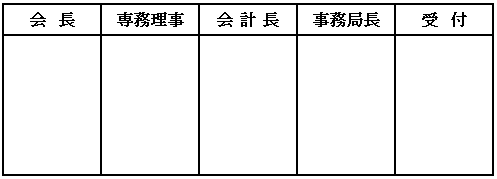 会 長 専務理事 会 計 長 事務局長 受 付